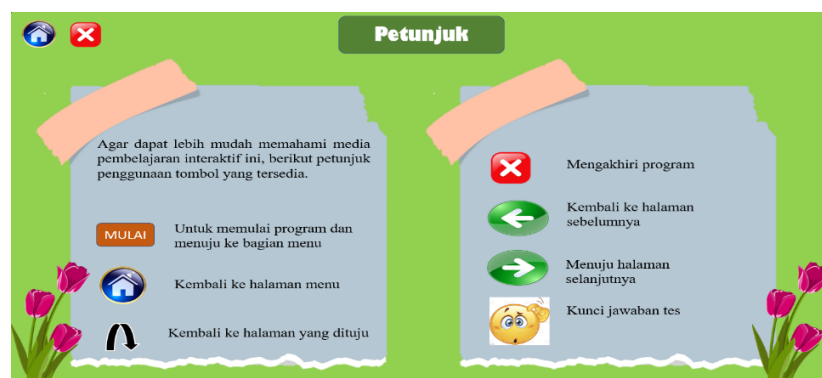 Petunjuk
Agar dapat lebih mudah memahami media
pembelajaran interaktif ini, berikut petunjuk
penggunaan tombol yang tersedia.
MULAI
Untuk memulai program dan
menuju ke bagian menu
Kembali ke halaman menu
Kembali ke halaman yang dituju
Mengakhiri program
Kembali ke halaman
sebelumnya
Menuju halaman
selanjutnya
Kunci jawaban tes